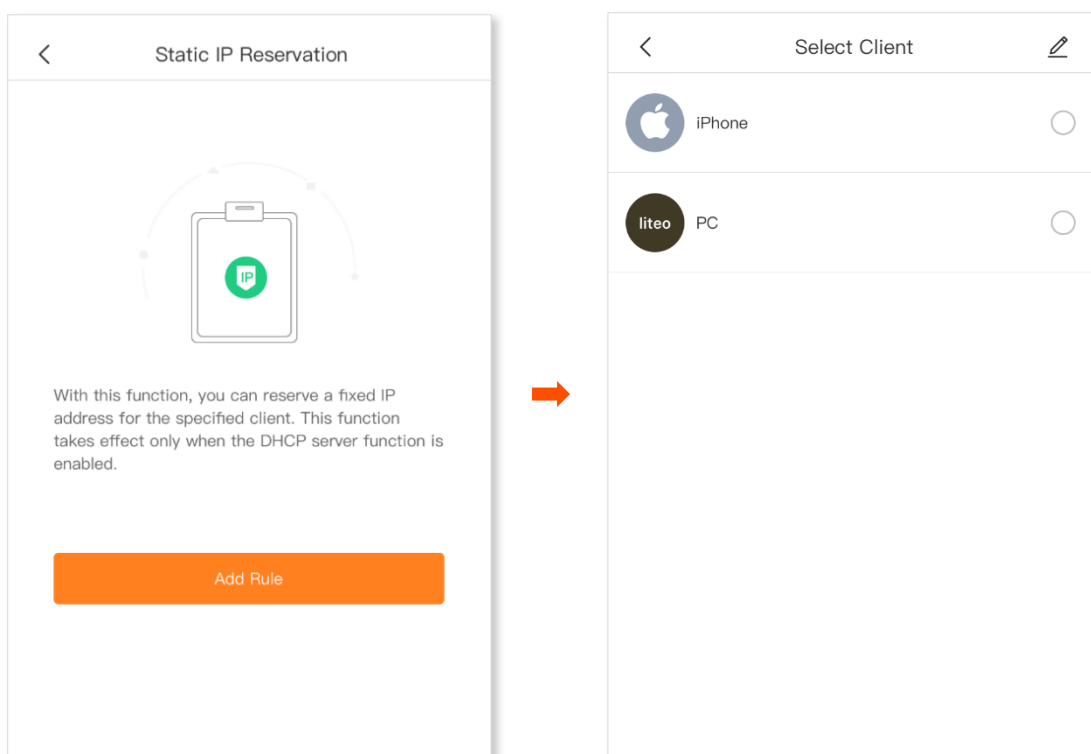 Static IP Reservation
IP
With this function, you can reserve a fixed IP
address for the specified client. This function
takes effect only when the DHCP server function is
enabled.
Add Rule
Select Client
iPhone
liteo
PC